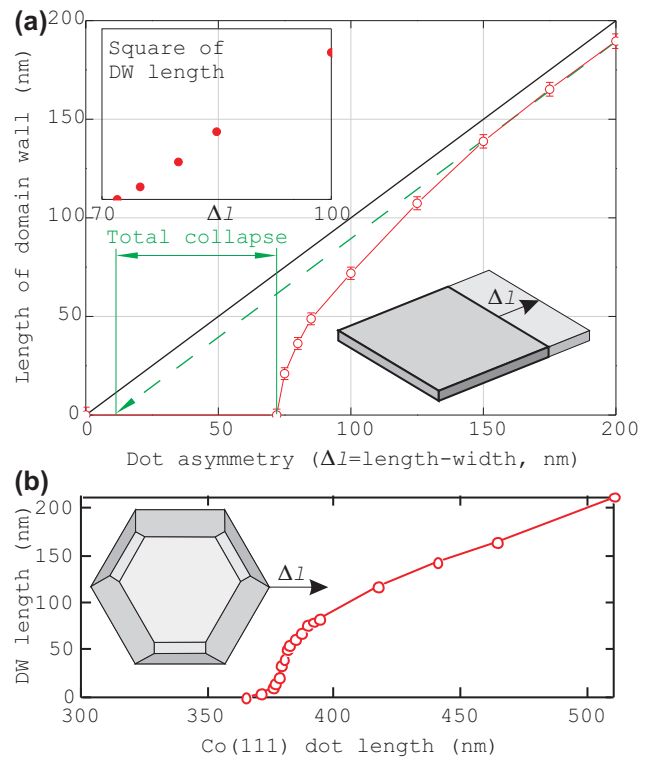 (a)
200
150
100
50
0
Length of domain wall (nm)
Square of
DW length
70
Δl
100
Total collapse
Δl
0
50
100
150
200
Dot asymmetry (Δl=length-width, nm)
(b)
200
150
100
50
0
DW length (nm)
Δl
300
350
400
450
500
Co(111) dot length (nm)